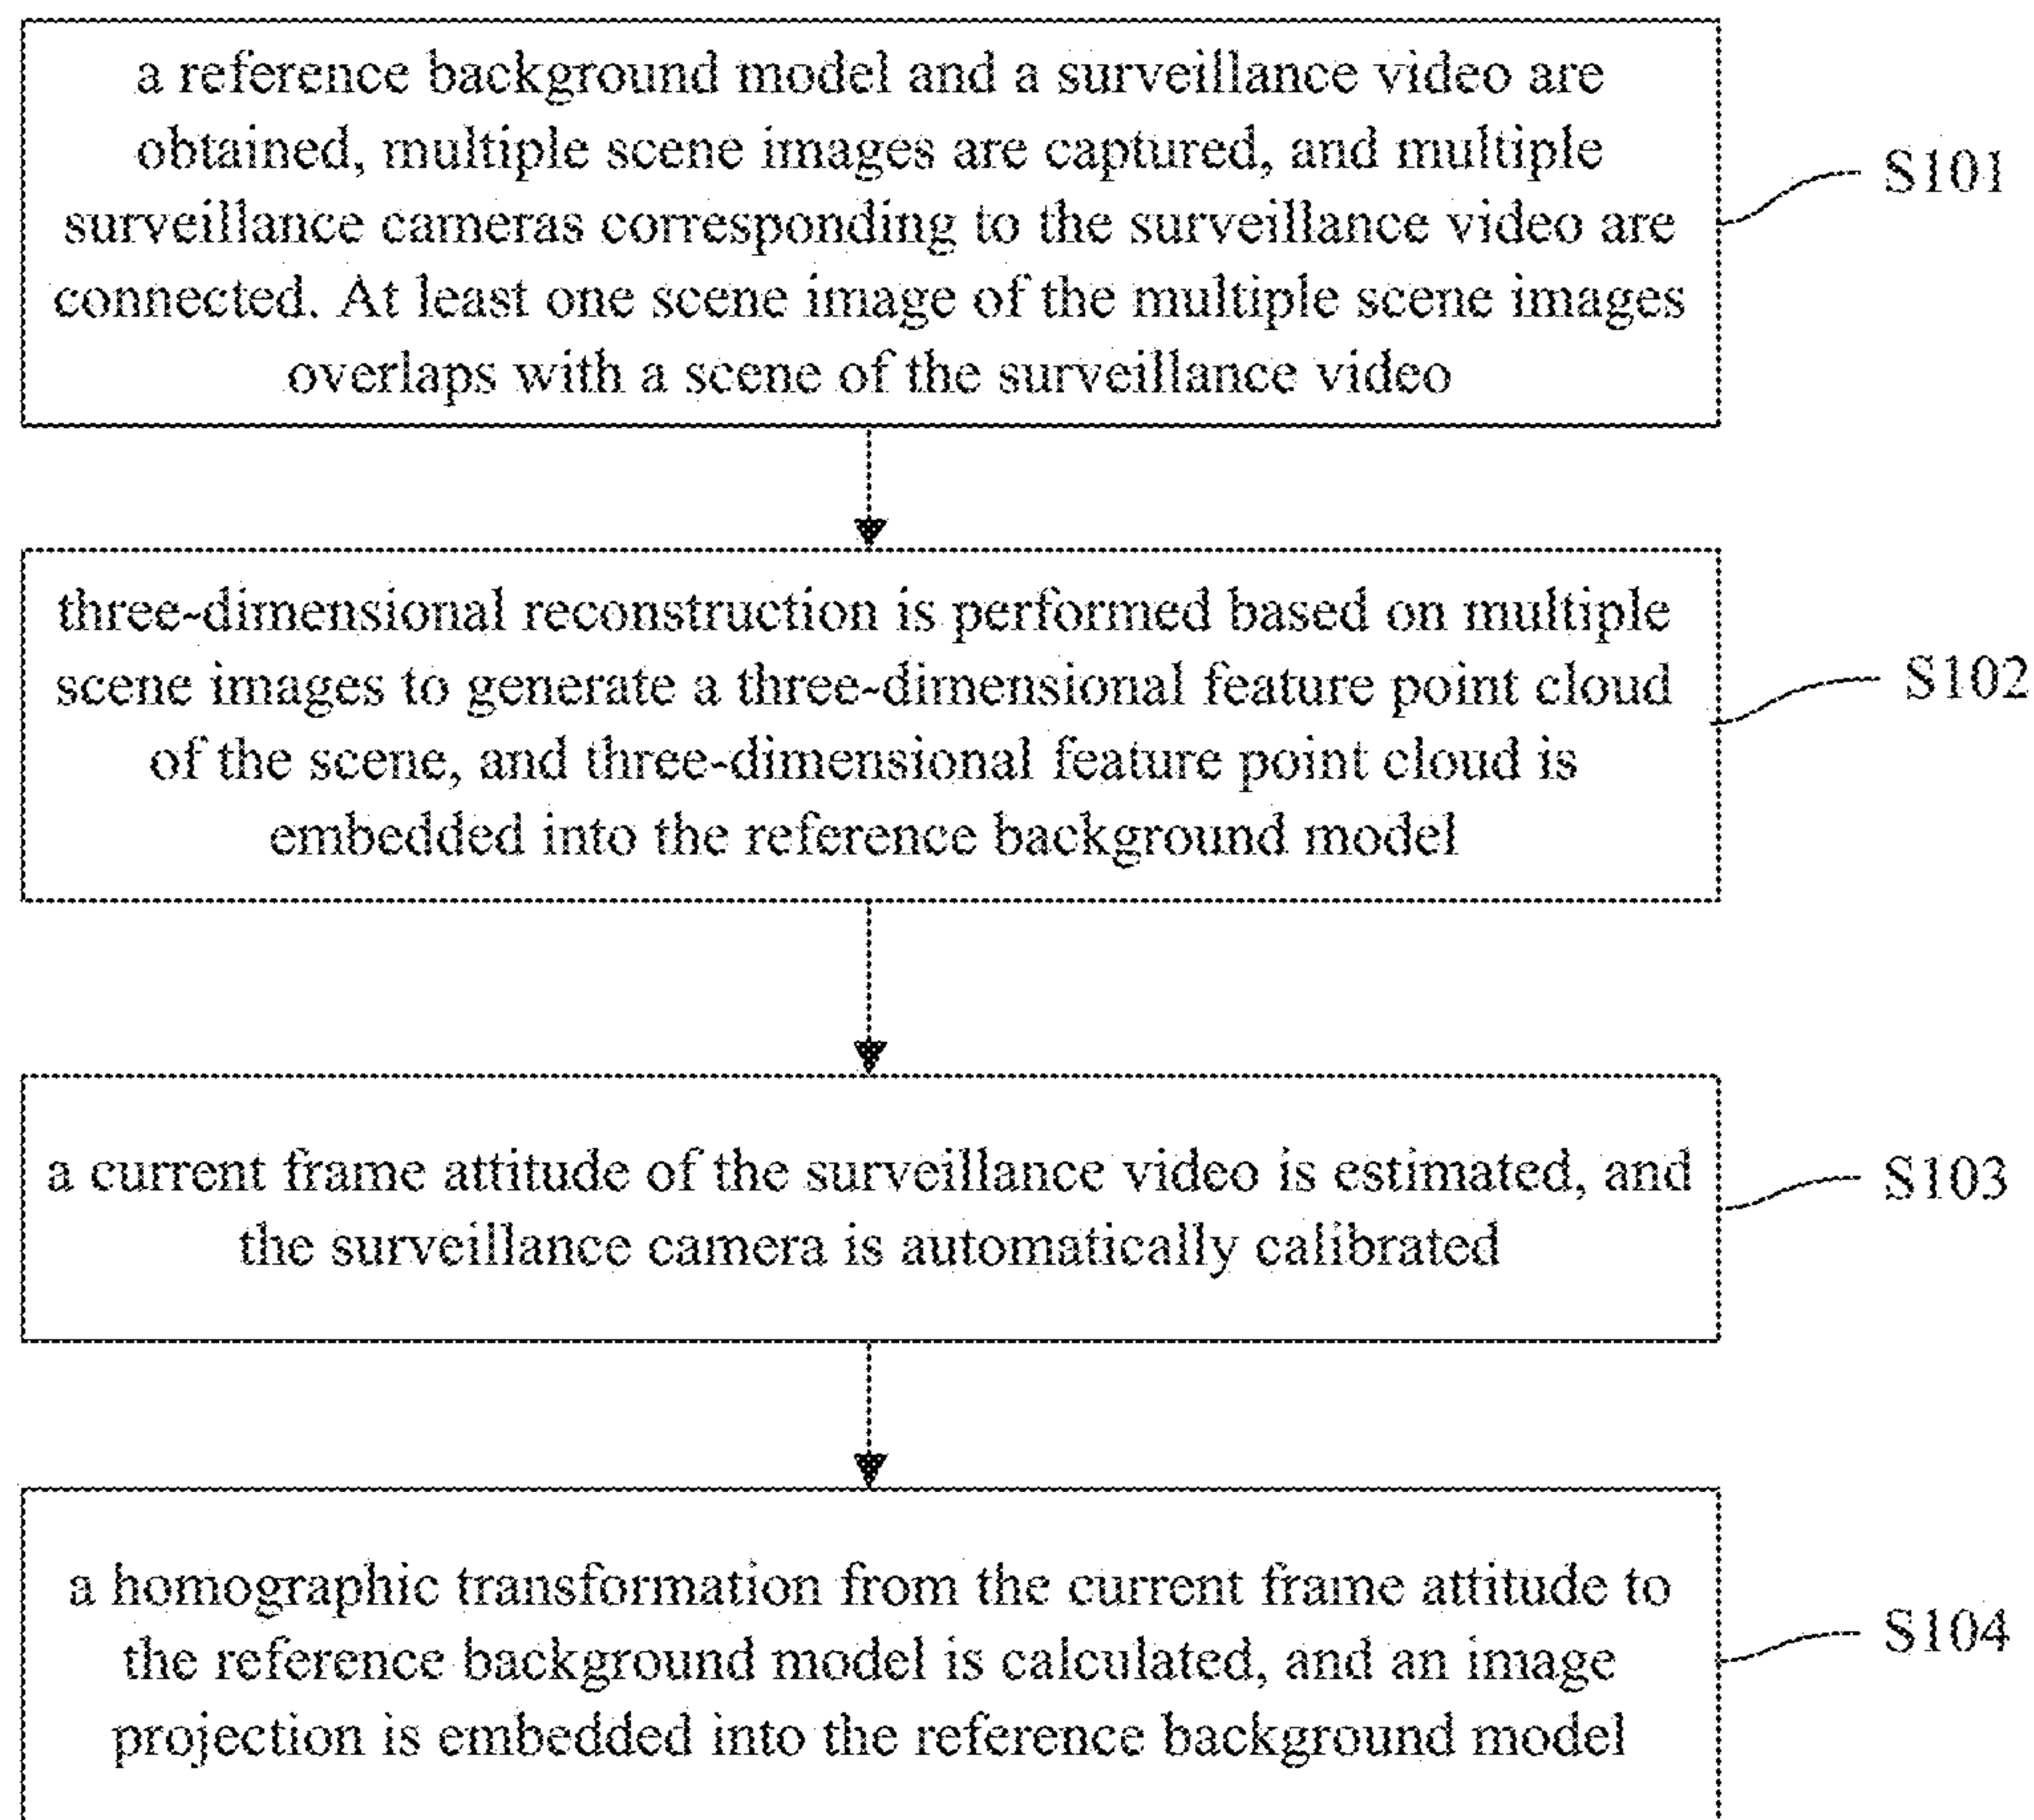 a reference background model and a surveillance video are
obtained, multiple scene images are captured, and multiple
surveillance cameras corresponding to the surveillance video are
connected. At least one scene image of the multiple scene images
overlaps with a scene of the surveillance video
S101
three-dimensional reconstruction is performed based on multiple
scene images to generate a three-dimensional feature point cloud
of the scene, and three-dimensional feature point cloud is
embedded into the reference background model
S102
a current frame attitude of the surveillance video is estimated, and
the surveillance camera is automatically calibrated
S103
a homographic transformation from the current frame attitude to
the reference background model is calculated, and an image
projection is embedded into the reference background model
S104